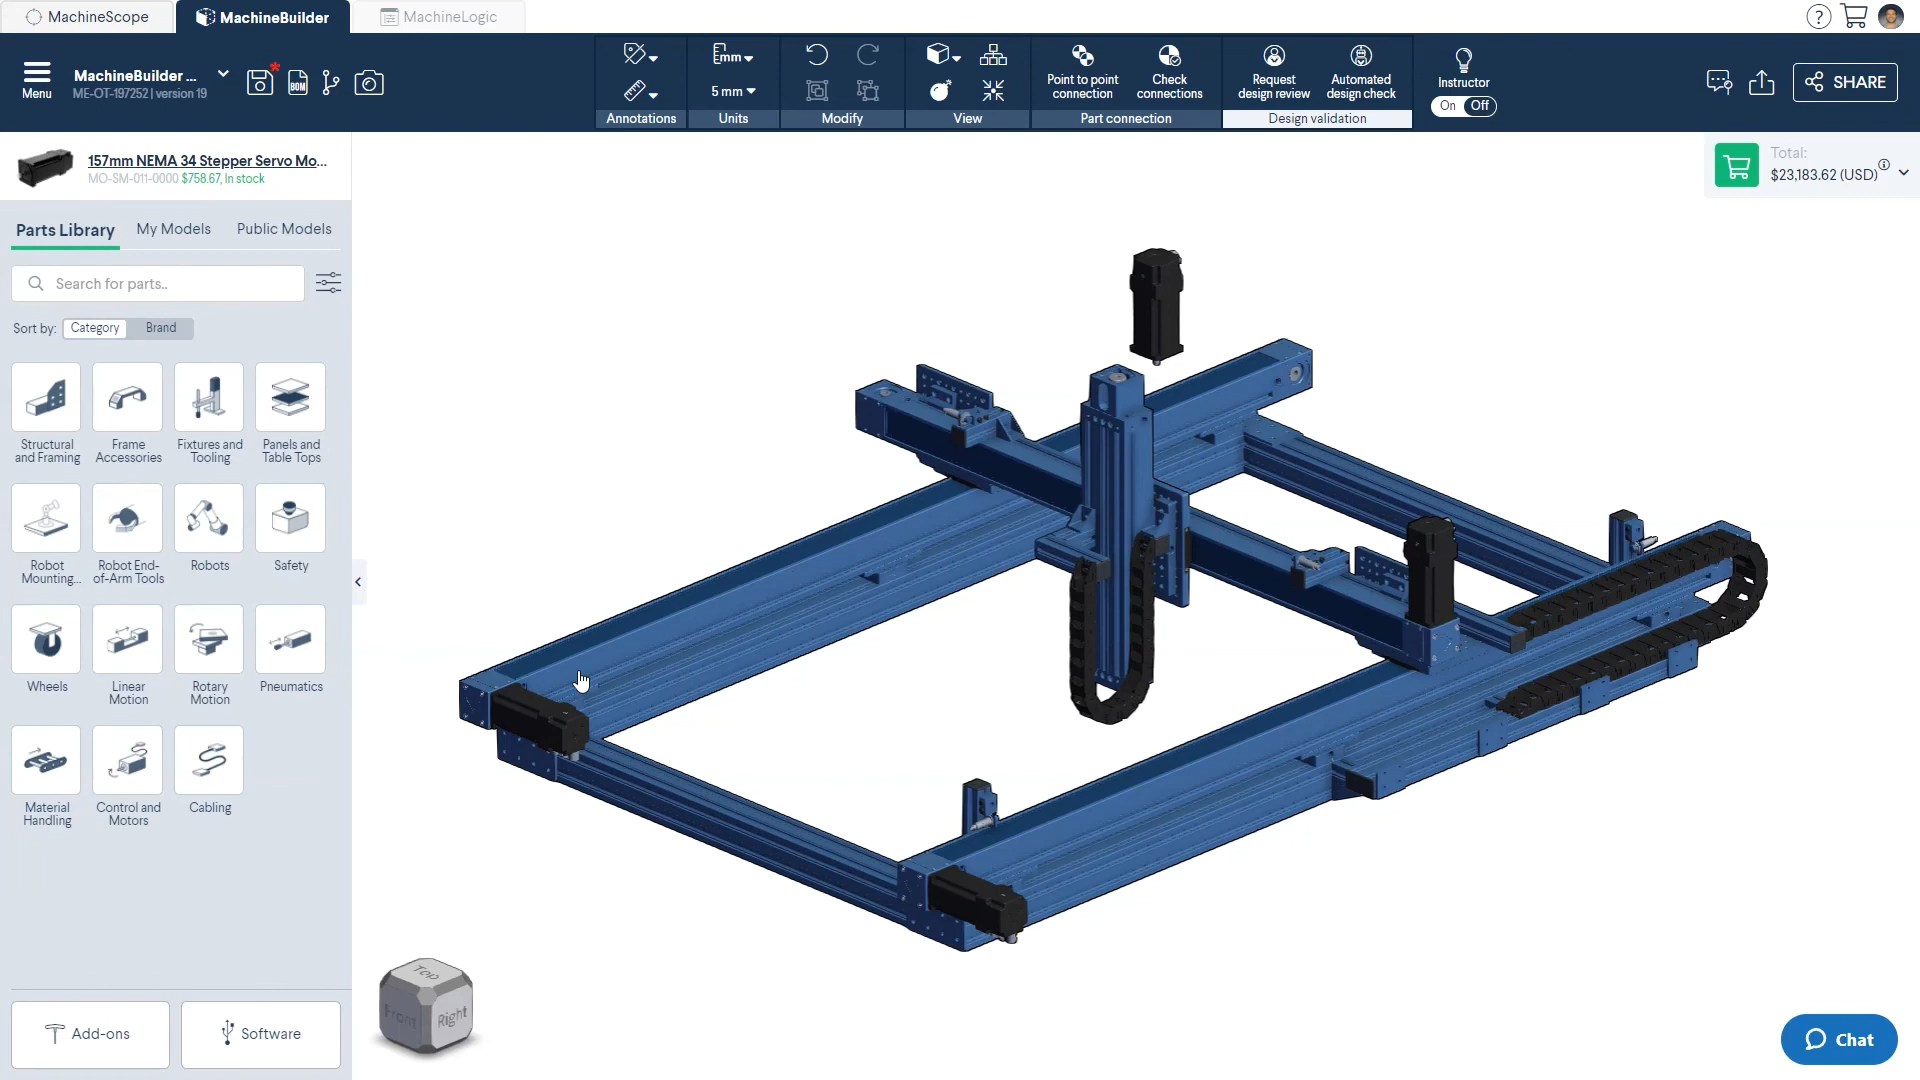 MachineScope
MachineBuilder
MachineLogic
?
Menu
MachineBuilder ...
ME-OT-197252 | version 19
BOM
mm
5 mm
Annotations
Units
Modify
View
Point to point
connection
Check
connections
Part connection
Request
design review
Automated
design check
Design validation
Instructor
On
Off
SHARE
157mm NEMA 34 Stepper Servo Mo...
MO-SM-011-0000 $758.67, In stock
Total:
$23,183.62 (USD)
Parts Library
My Models
Public Models
Search for parts..
Sort by:
Category
Brand
Structural
and Framing
Frame
Accessories
Fixtures and
Tooling
Panels and
Table Tops
Robot
Mounting...
Robot End-
of-Arm Tools
Robots
Safety
Wheels
Linear
Motion
Rotary
Motion
Pneumatics
Material
Handling
Control and
Motors
Cabling
Add-ons
Software
Top
Front
Right
Chat